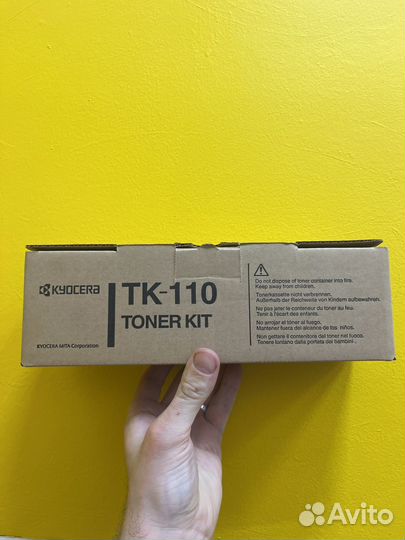 KYOCERA
KYOCERA MITA Corporation
TK-110
TONER KIT
Do not dispose of toner container into fire.
Keep away from children.
Tonerkassette nicht verbrennen.
Außerhalb der Reichweite von Kindern aufbewahren.
Ne pas jeter le conteneur du toner au feu.
Tenir à l'écart des enfants.
No arrojar el tóner al fuego.
Mantener fuera del alcance de los niños.
Non gettare il contenitore del toner nel fuoco.
Tenere lontano dalla portata dei bambini.
Avito